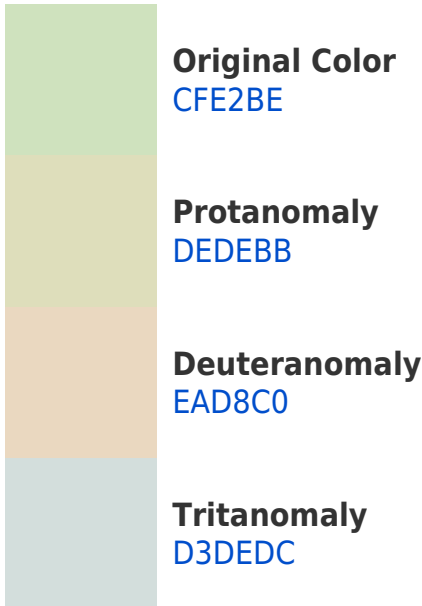 Original Color
CFE2BE
Protanomaly
DEDEBB
Deuteranomaly
EAD8C0
Tritanomaly
D3DEDC